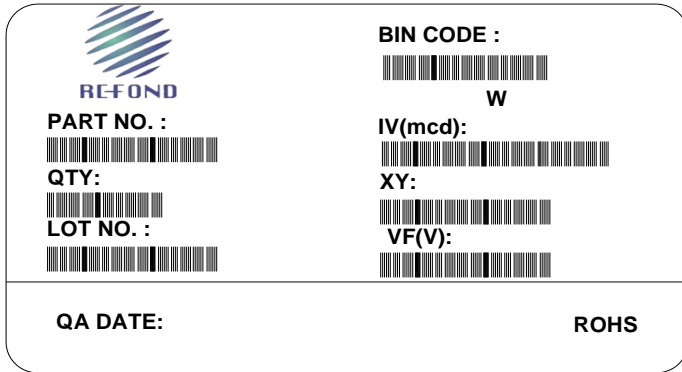 REFOND
PART NO. :
QTY:
LOT NO. :
BIN CODE :
W
IV(mcd):
XY:
VF(V):
QA DATE:
ROHS